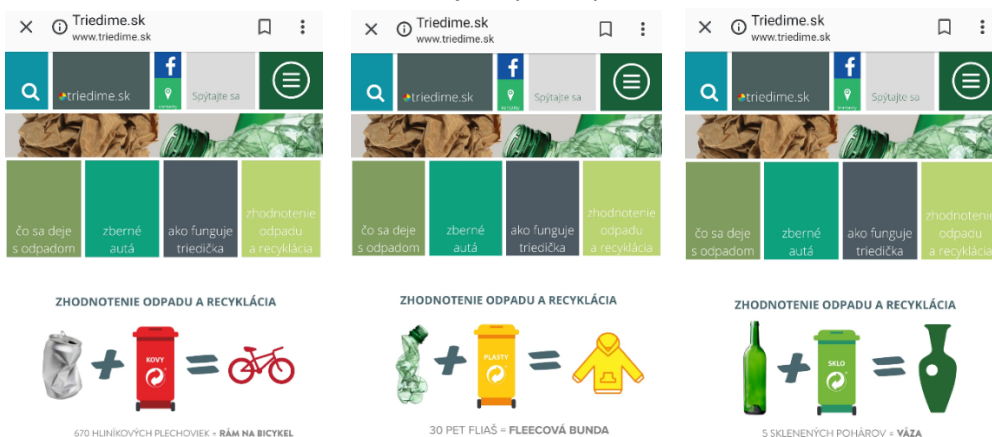 Triedime.sk
www.triedime.sk
triedime.sk
f
Spýtajte sa
čo sa deje
s odpadom
zberné
autá
ako funguje
triedička
zhodnotenie
odpadu
a recyklácia
ZHODNOTENIE ODPADU A RECYKLÁCIA
KOVY
670 HLINÍKOVÝCH PLECHOVIEK = RÁM NA BICYKEL
Triedime.sk
www.triedime.sk
triedime.sk
f
Spýtajte sa
čo sa deje
s odpadom
zberné
autá
ako funguje
triedička
zhodnotenie
odpadu
a recyklácia
ZHODNOTENIE ODPADU A RECYKLÁCIA
PLASTY
30 PET FLIAŠ = FLEECOVÁ BUNDA
Triedime.sk
www.triedime.sk
triedime.sk
f
Spýtajte sa
čo sa deje
s odpadom
zberné
autá
ako funguje
triedička
zhodnotenie
odpadu
a recyklácia
ZHODNOTENIE ODPADU A RECYKLÁCIA
SKLO
5 SKLENENÝCH POHÁROV = VÁZA